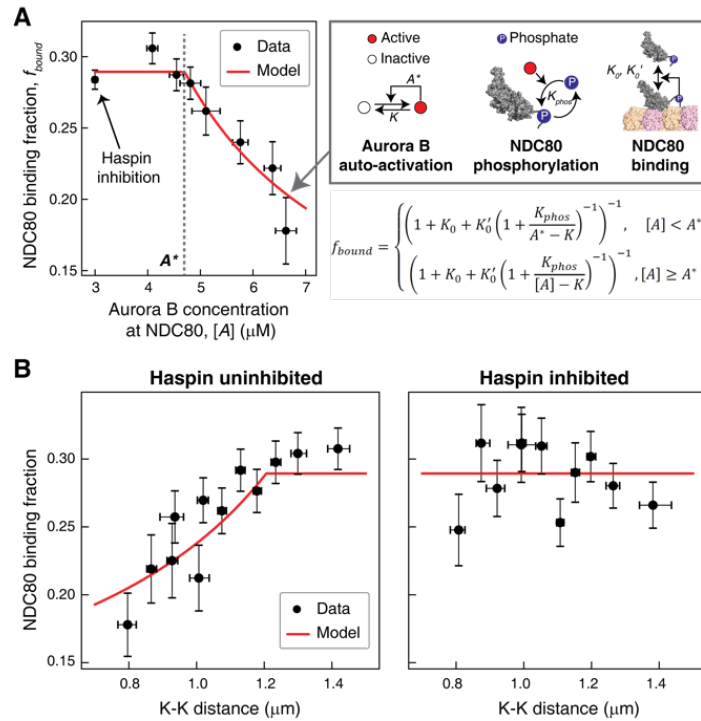 A
NDC80 binding fraction, f_bound
0.30
0.25
0.20
0.15
Data
Model
Haspin
inhibition
A*
3 4 5 6 7
Aurora B concentration
at NDC80, [A] (μM)
Active
Inactive
A*
K
Aurora B
auto-activation
P Phosphate
P
K_phos
P
NDC80
phosphorylation
P
K_0, K_0'
P
NDC80
binding
f_bound = { (1 + K_0 + K_0' (1 + K_phos / (A* − K))^−1)^−1, [A] < A*
(1 + K_0 + K_0' (1 + K_phos / ([A] − K))^−1)^−1, [A] ≥ A*
B
Haspin uninhibited
NDC80 binding fraction
0.30
0.25
0.20
0.15
Data
Model
0.8 1.0 1.2 1.4
K-K distance (μm)
Haspin inhibited
0.8 1.0 1.2 1.4
K-K distance (μm)